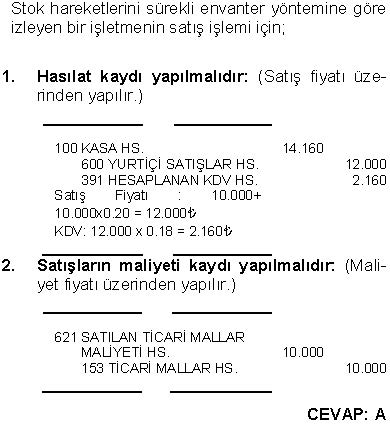 Stok hareketlerini sürekli envanter yöntemine göre
izleyen bir işletmenin satış işlemi için;
1. Hasılat kaydı yapılmalıdır: (Satış fiyatı üze-
rinden yapılır.)
100 KASA HS. 14.160
600 YURTİÇİ SATIŞLAR HS. 12.000
391 HESAPLANAN KDV HS. 2.160
Satış Fiyatı : 10.000+
10.000x0.20 = 12.000₺
KDV: 12.000 x 0.18 = 2.160₺
2. Satışların maliyeti kaydı yapılmalıdır: (Mali-
yet fiyatı üzerinden yapılır.)
621 SATILAN TİCARİ MALLAR
MALİYETİ HS. 10.000
153 TİCARİ MALLAR HS. 10.000
CEVAP: A